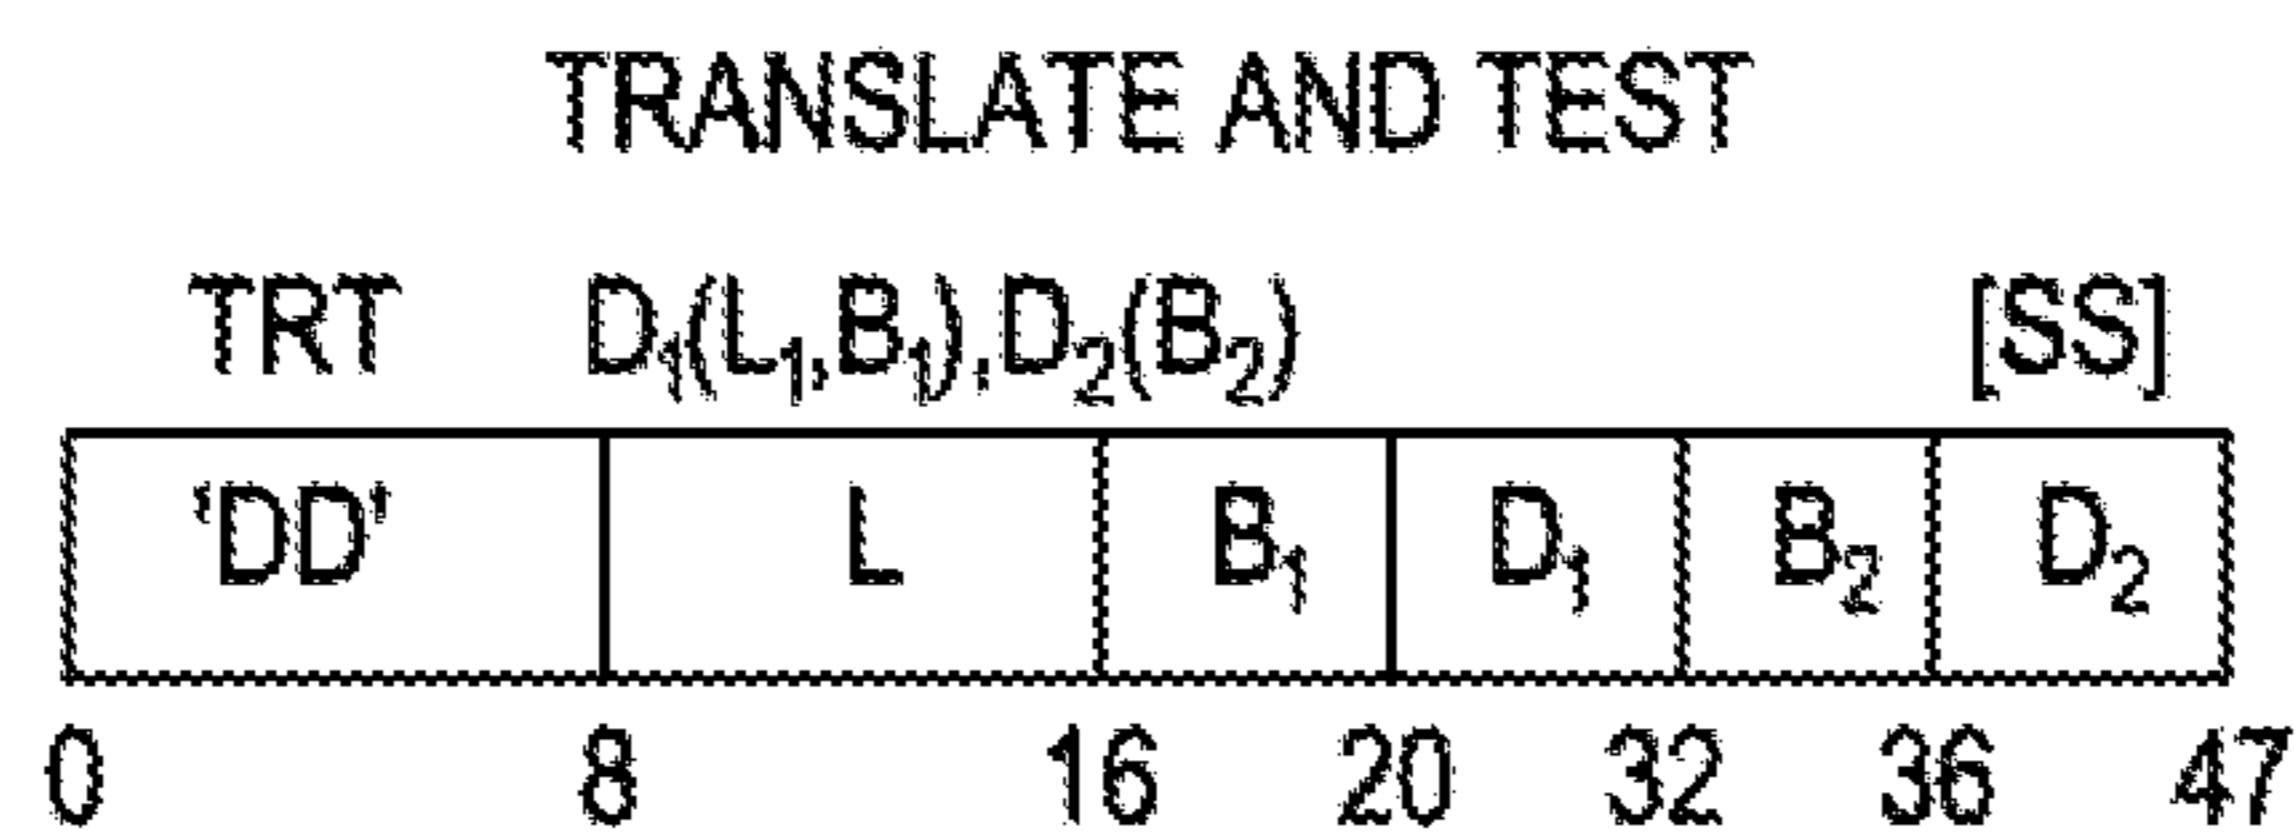 TRANSLATE AND TEST
TRT D₁(L₁,B₁),D₂(B₂) [SS]
'DD' L B₁ D₁ B₂ D₂
0 8 16 20 32 36 47